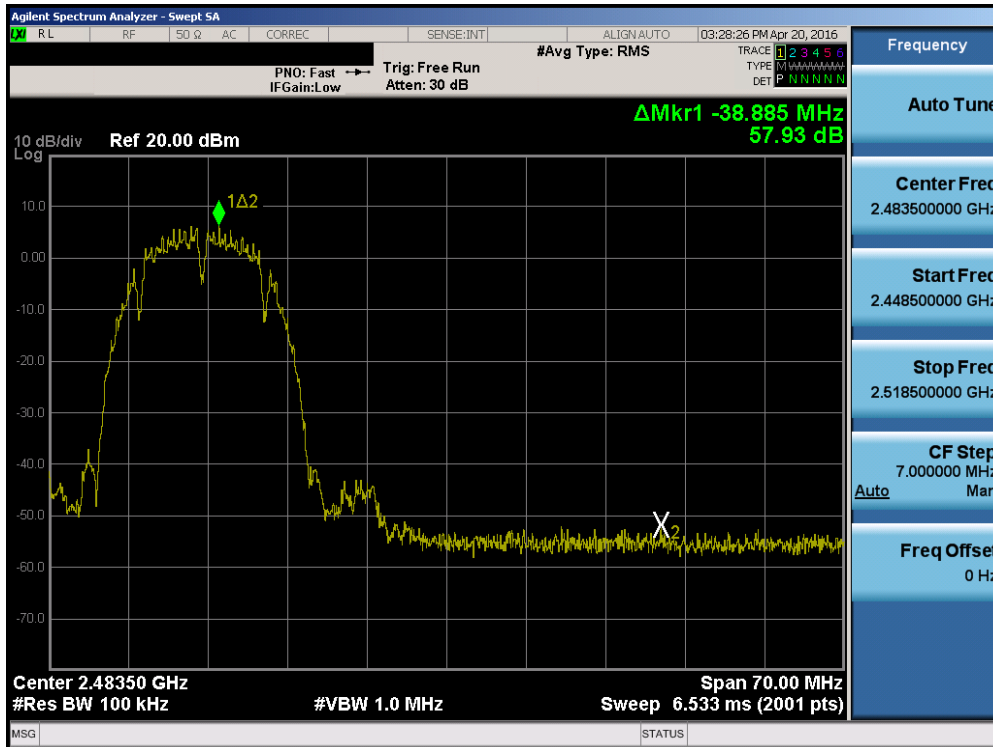 Agilent Spectrum Analyzer - Swept SA
LXI RL RF 50 Ω AC CORREC SENSE:INT ALIGN AUTO 03:28:26 PM Apr 20, 2016
PNO: Fast Trig: Free Run #Avg Type: RMS TRACE 1 2 3 4 5 6
IFGain:Low Atten: 30 dB TYPE M
DET P N N N N N
ΔMkr1 -38.885 MHz
57.93 dB
10 dB/div Ref 20.00 dBm
Log
1Δ2
10.0
0.00
-10.0
-20.0
-30.0
-40.0
-50.0
-60.0
-70.0
X2
Center 2.48350 GHz Span 70.00 MHz
#Res BW 100 kHz #VBW 1.0 MHz Sweep 6.533 ms (2001 pts)
MSG STATUS
Frequency
Auto Tune
Center Freq
2.483500000 GHz
Start Freq
2.448500000 GHz
Stop Freq
2.518500000 GHz
CF Step
7.000000 MHz
Auto Man
Freq Offset
0 Hz